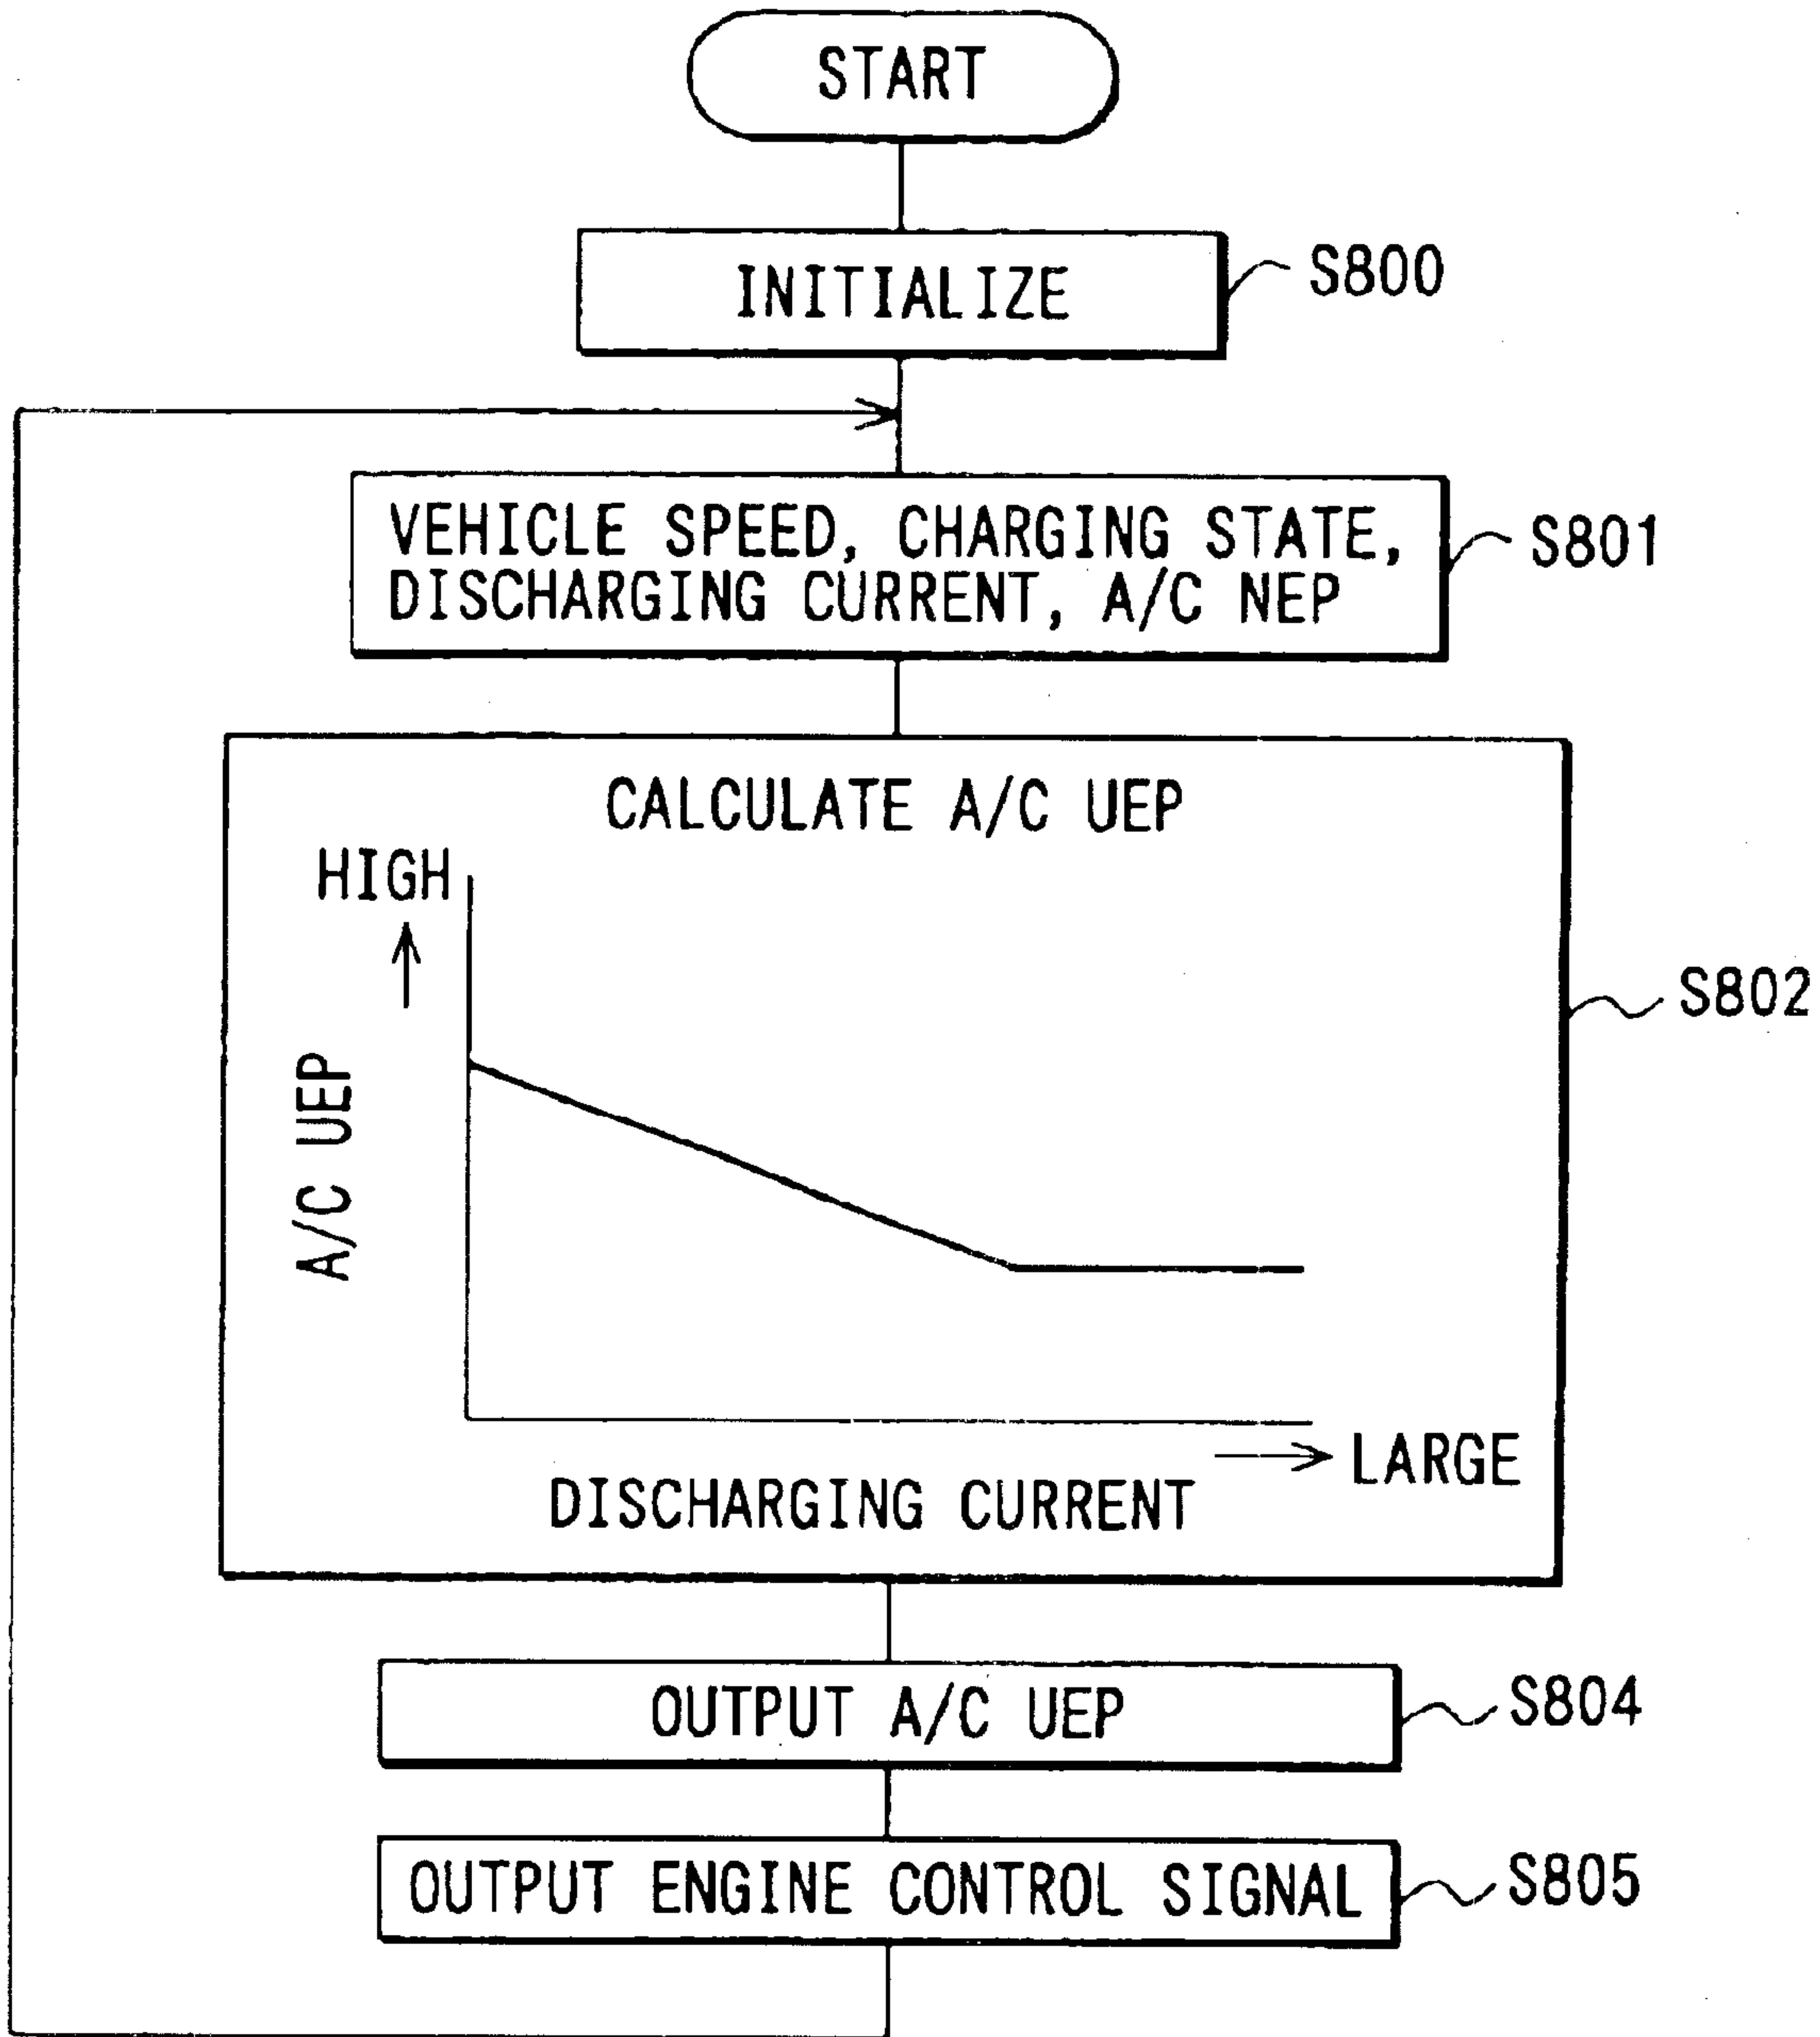 START
INITIALIZE
S800
VEHICLE SPEED, CHARGING STATE,
DISCHARGING CURRENT, A/C NEP
S801
CALCULATE A/C UEP
HIGH
A/C UEP
S802
LARGE
DISCHARGING CURRENT
OUTPUT A/C UEP
S804
OUTPUT ENGINE CONTROL SIGNAL
S805